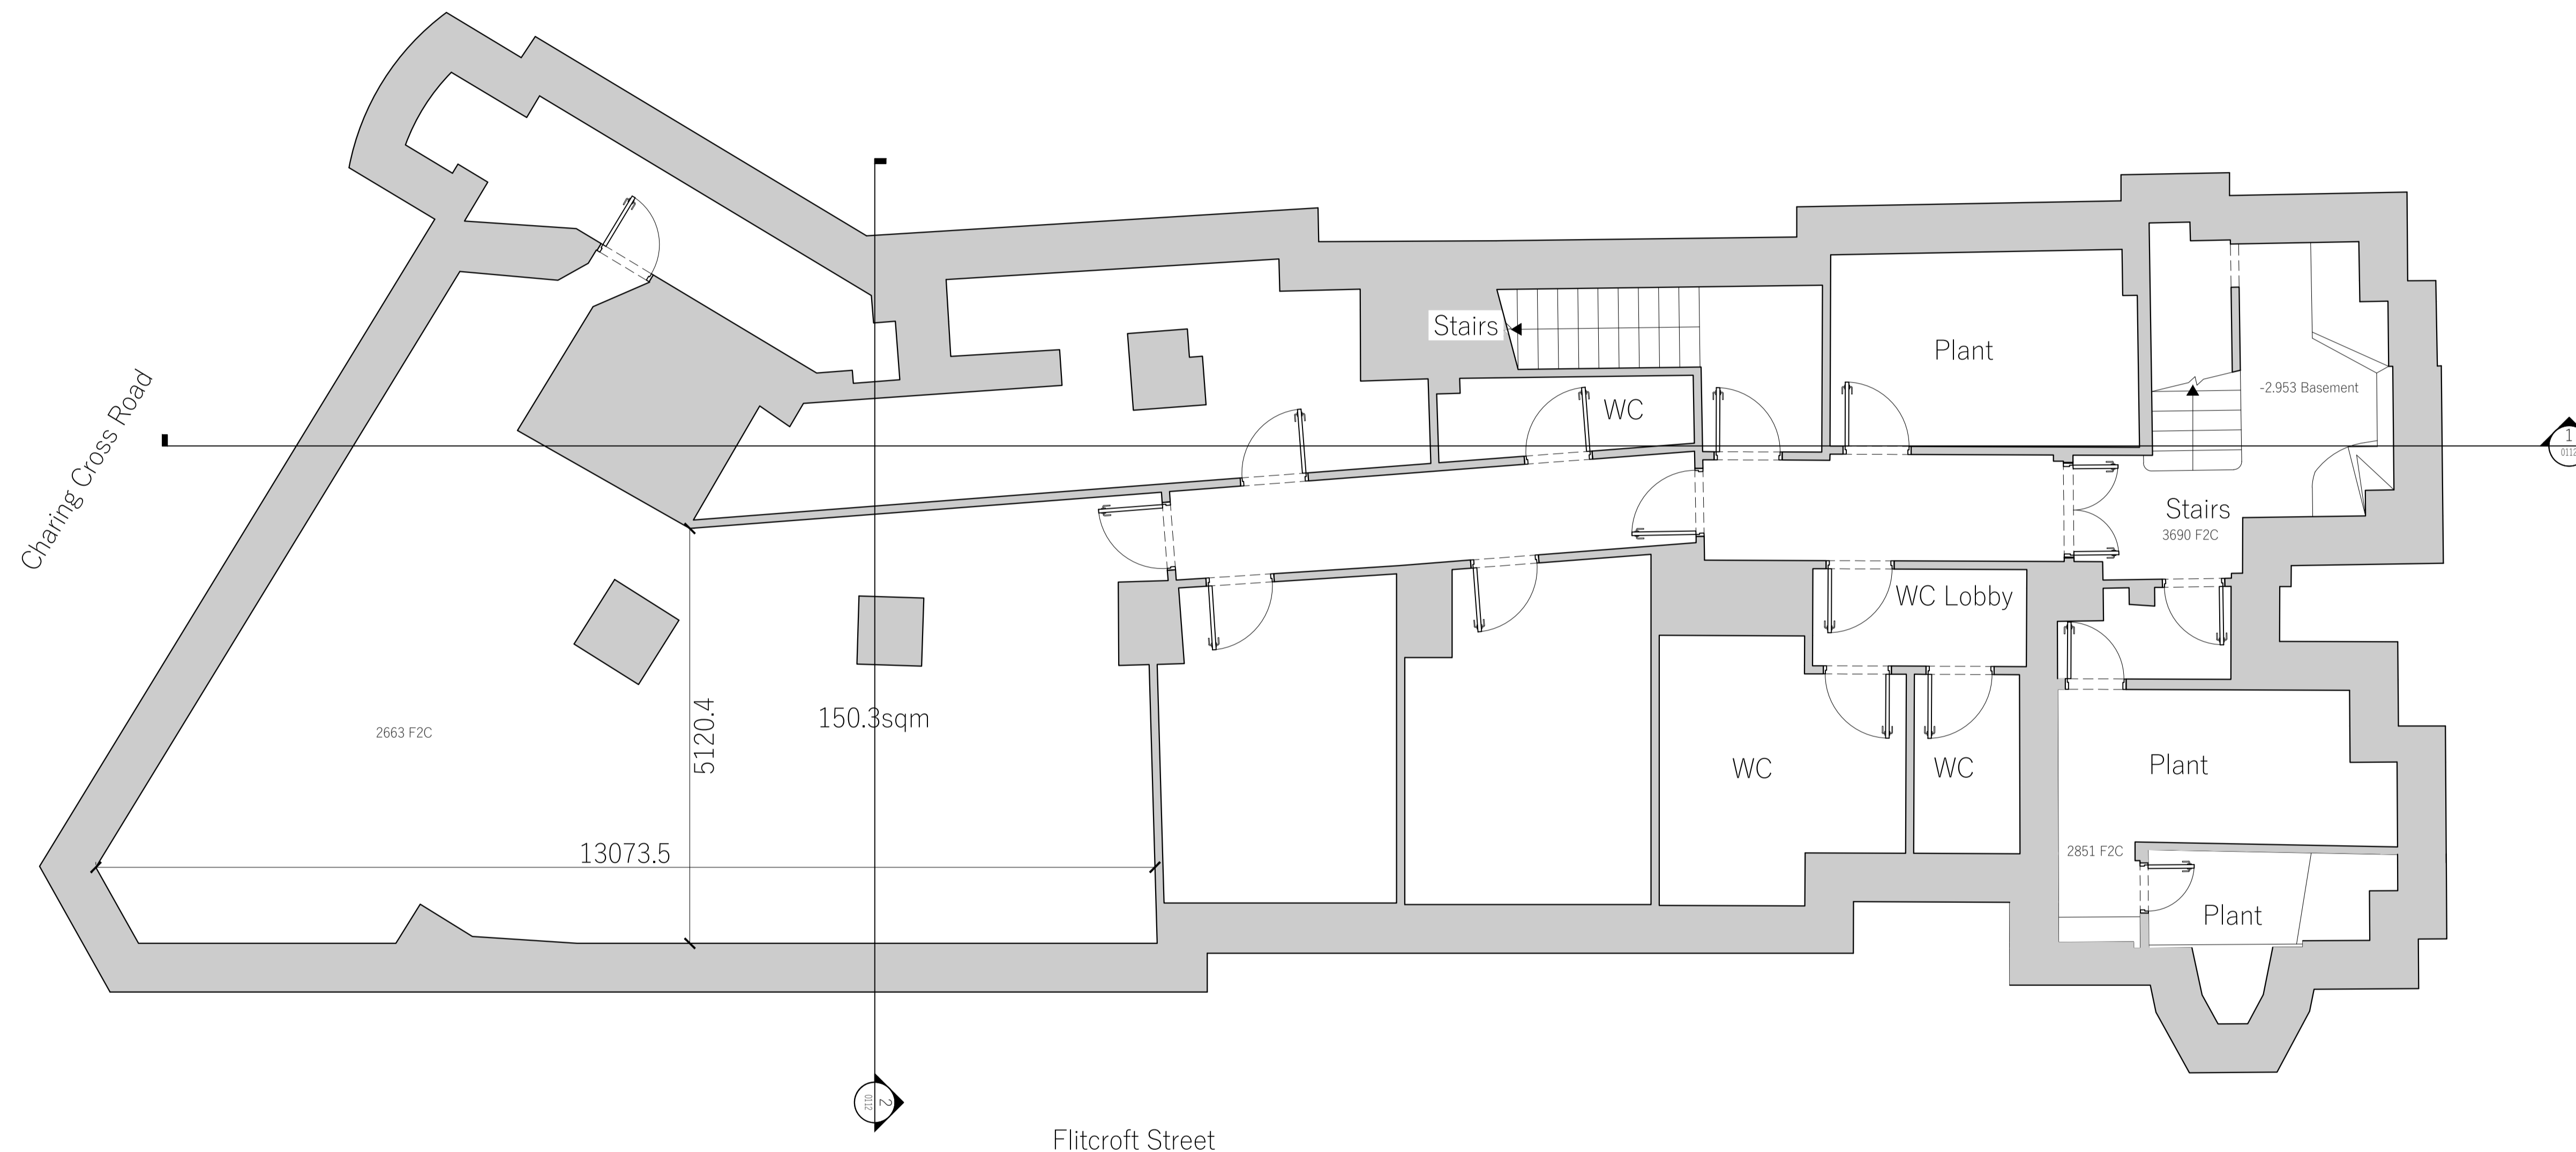 Charing Cross Road
Stairs
Plant
-2.953 Basement
WC
1
0112
Stairs
3690 F2C
WC Lobby
2663 F2C
5120.4
150.3sqm
WC
WC
Plant
13073.5
2851 F2C
Plant
2
0112
Flitcroft Street